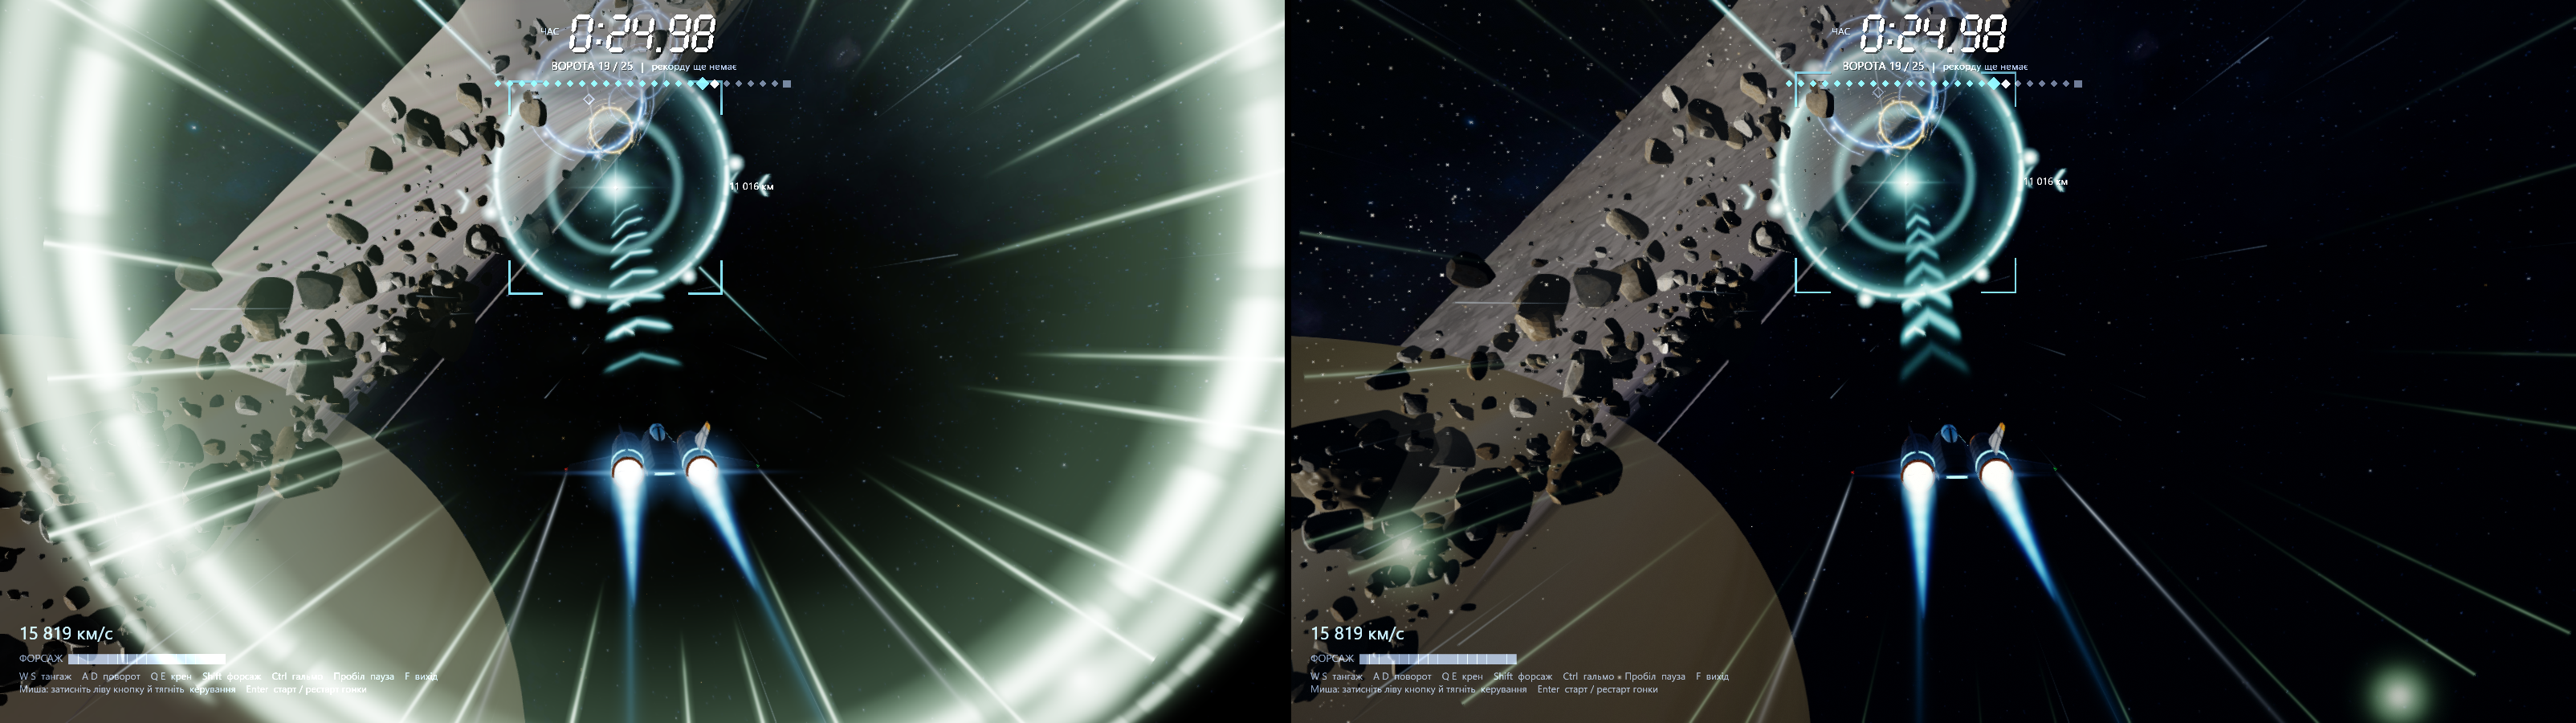 ЧАС 0:24.98
ВОРОТА 19 / 25 | рекорду ще немає
11 016 км
15 819 км/с
ФОРСАЖ
W S тангаж A D поворот Q E крен Shift форсаж Ctrl гальмо Пробіл пауза F вихід
Миша: затисніть ліву кнопку й тягніть керування Enter старт / рестарт гонки
ЧАС 0:24.98
ВОРОТА 19 / 25 | рекорду ще немає
11 016 км
15 819 км/с
ФОРСАЖ
W S тангаж A D поворот Q E крен Shift форсаж Ctrl гальмо Пробіл пауза F вихід
Миша: затисніть ліву кнопку й тягніть керування Enter старт / рестарт гонки